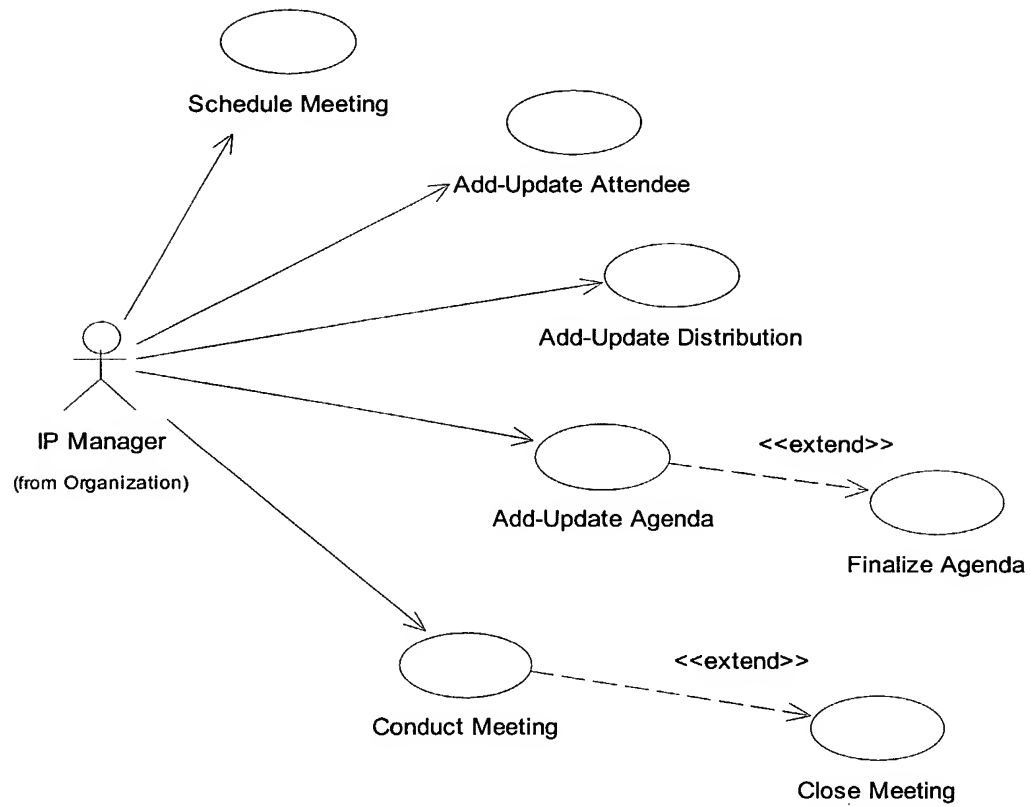 Schedule Meeting
Add-Update Attendee
Add-Update Distribution
IP Manager
(from Organization)
<<extend>>
Add-Update Agenda
Finalize Agenda
<<extend>>
Conduct Meeting
Close Meeting